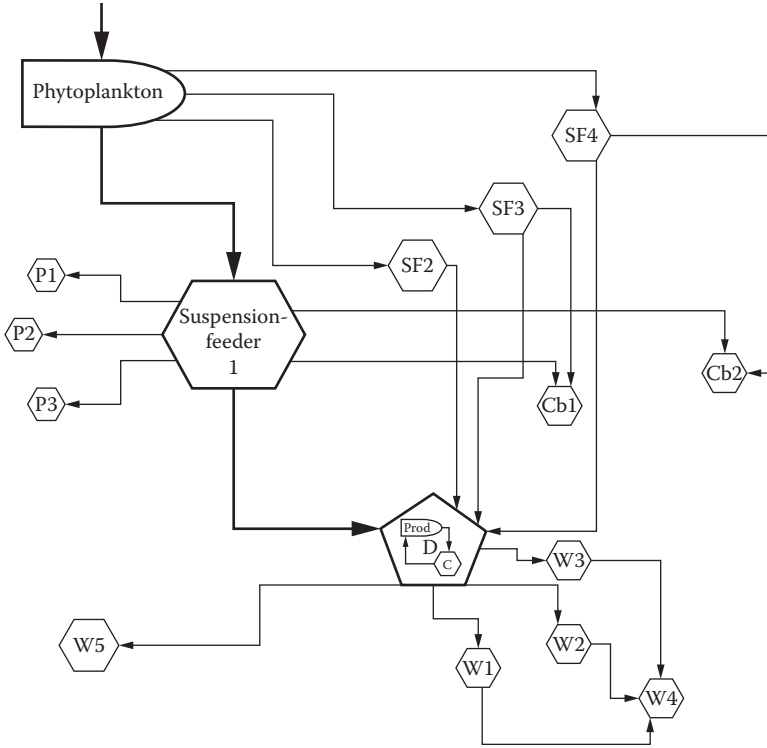 Phytoplankton
SF4
SF3
SF2
P1
Suspension-
feeder
1
P2
P3
Cb2
Cb1
Prod
D
C
W3
W5
W2
W1
W4